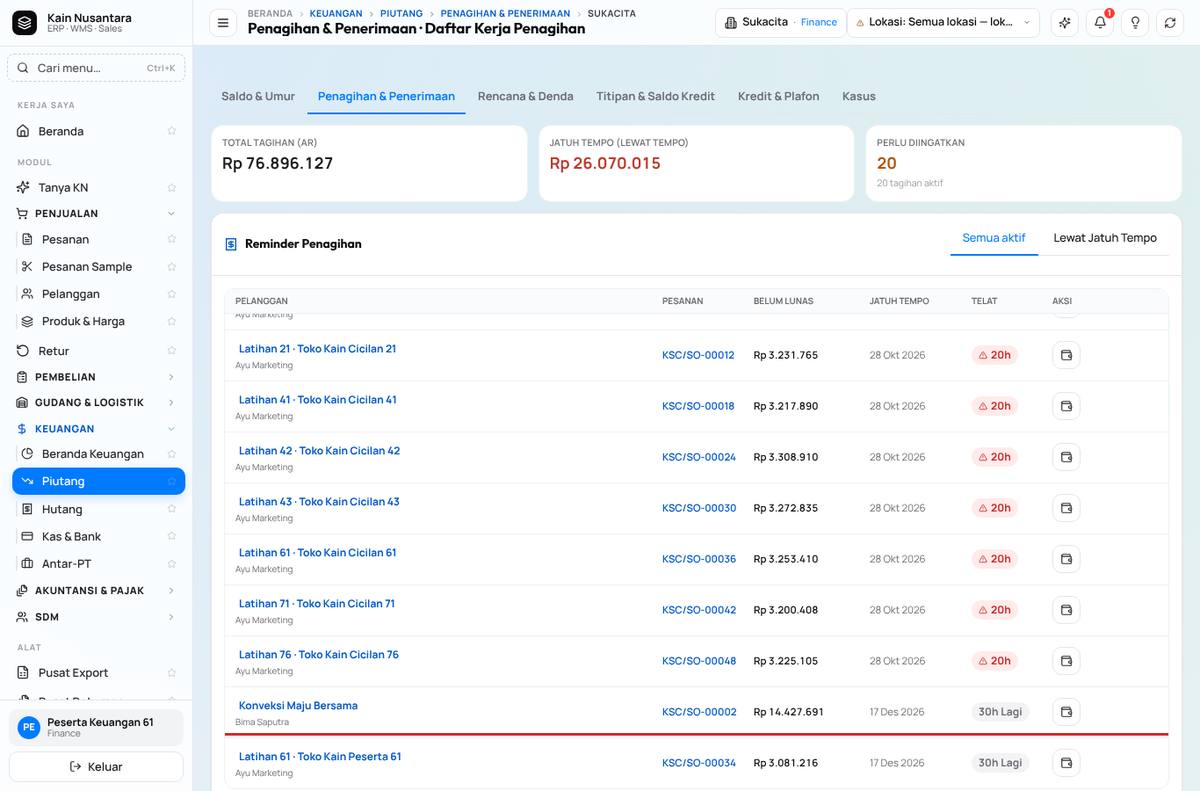 Kain Nusantara
ERP · WMS · Sales
Cari menu...
Ctrl+K
KERJA SAYA
Beranda
MODUL
Tanya KN
PENJUALAN
Pesanan
Pesanan Sample
Pelanggan
Produk & Harga
Retur
PEMBELIAN
GUDANG & LOGISTIK
KEUANGAN
Beranda Keuangan
Piutang
Hutang
Kas & Bank
Antar-PT
AKUNTANSI & PAJAK
SDM
ALAT
Pusat Export
PE
Peserta Keuangan 61
Finance
Keluar
BERANDA > KEUANGAN > PIUTANG > PENAGIHAN & PENERIMAAN > SUKACITA
Penagihan & Penerimaan · Daftar Kerja Penagihan
Sukacita · Finance
Lokasi: Semua lokasi — lok...
1
Saldo & Umur
Penagihan & Penerimaan
Rencana & Denda
Titipan & Saldo Kredit
Kredit & Plafon
Kasus
TOTAL TAGIHAN (AR)
Rp 76.896.127
JATUH TEMPO (LEWAT TEMPO)
Rp 26.070.015
PERLU DIINGATKAN
20
20 tagihan aktif
Reminder Penagihan
Semua aktif
Lewat Jatuh Tempo
PELANGGAN PESANAN BELUM LUNAS JATUH TEMPO TELAT AKSI
Ayu Marketing
Latihan 21 · Toko Kain Cicilan 21
Ayu Marketing
KSC/SO-00012 Rp 3.231.765 28 Okt 2026 20h
Latihan 41 · Toko Kain Cicilan 41
Ayu Marketing
KSC/SO-00018 Rp 3.217.890 28 Okt 2026 20h
Latihan 42 · Toko Kain Cicilan 42
Ayu Marketing
KSC/SO-00024 Rp 3.308.910 28 Okt 2026 20h
Latihan 43 · Toko Kain Cicilan 43
Ayu Marketing
KSC/SO-00030 Rp 3.272.835 28 Okt 2026 20h
Latihan 61 · Toko Kain Cicilan 61
Ayu Marketing
KSC/SO-00036 Rp 3.253.410 28 Okt 2026 20h
Latihan 71 · Toko Kain Cicilan 71
Ayu Marketing
KSC/SO-00042 Rp 3.200.408 28 Okt 2026 20h
Latihan 76 · Toko Kain Cicilan 76
Ayu Marketing
KSC/SO-00048 Rp 3.225.105 28 Okt 2026 20h
Konveksi Maju Bersama
Bima Saputra
KSC/SO-00002 Rp 14.427.691 17 Des 2026 30h Lagi
Latihan 61 · Toko Kain Peserta 61
Ayu Marketing
KSC/SO-00034 Rp 3.081.216 17 Des 2026 30h Lagi